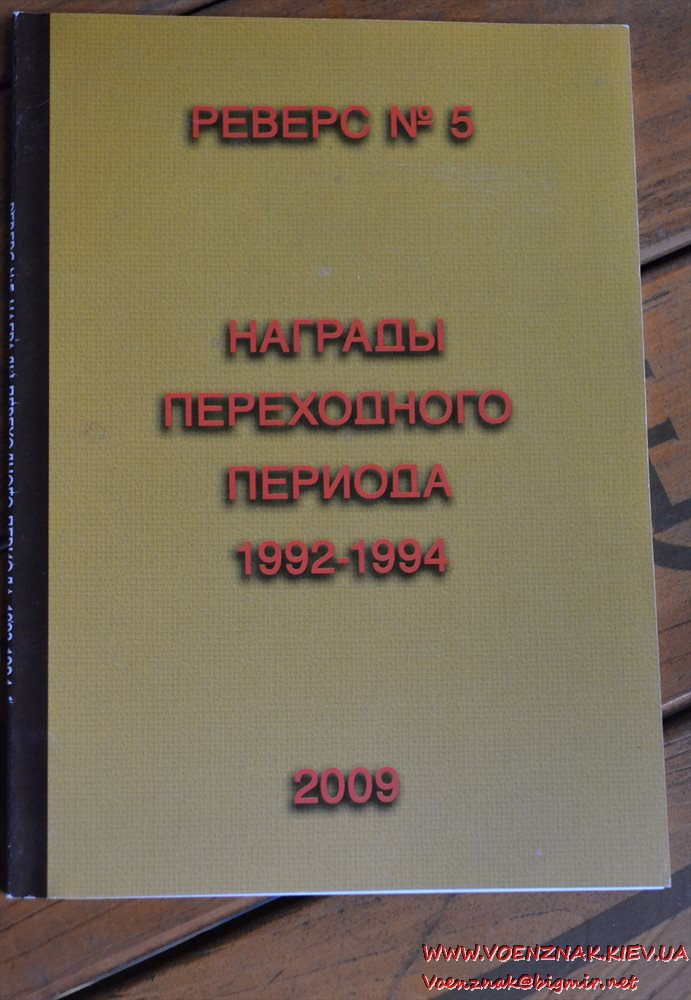 РЕВЕРС № 5
НАГРАДЫ
ПЕРЕХОДНОГО
ПЕРИОДА
1992-1994
2009
WWW.VOENZNAK.KIEV.UA
Voenznak@bigmir.net